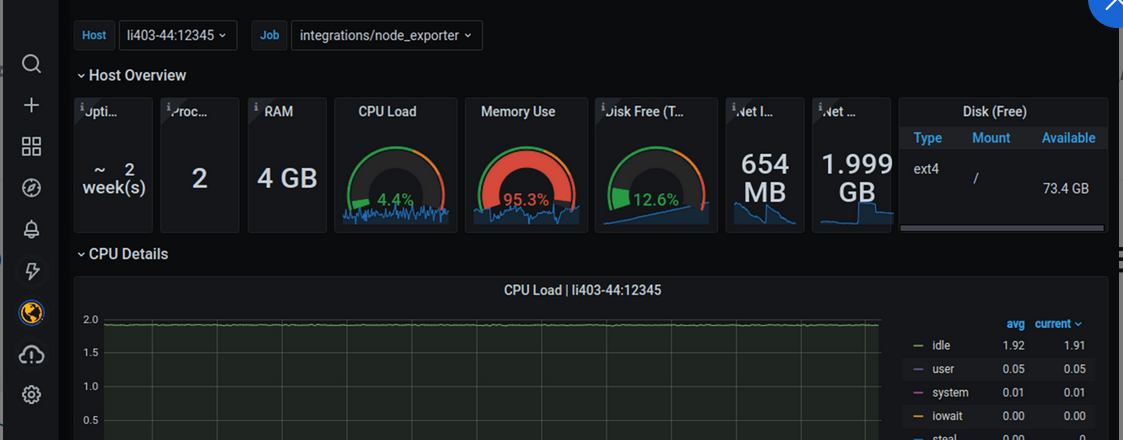 Host li403-44:12345 Job integrations/node_exporter
Host Overview
Upti... Proc... RAM CPU Load Memory Use Disk Free (T... Net I... Net ... Disk (Free)
Type Mount Available
~ 2
week(s)
2
4 GB
4.4%
95.3%
12.6%
654
MB
1.999
GB
ext4 / 73.4 GB
CPU Details
CPU Load | li403-44:12345
2.0
1.5
1.0
0.5
avg current
idle 1.92 1.91
user 0.05 0.05
system 0.01 0.01
iowait 0.00 0.00
steal 0.00 0